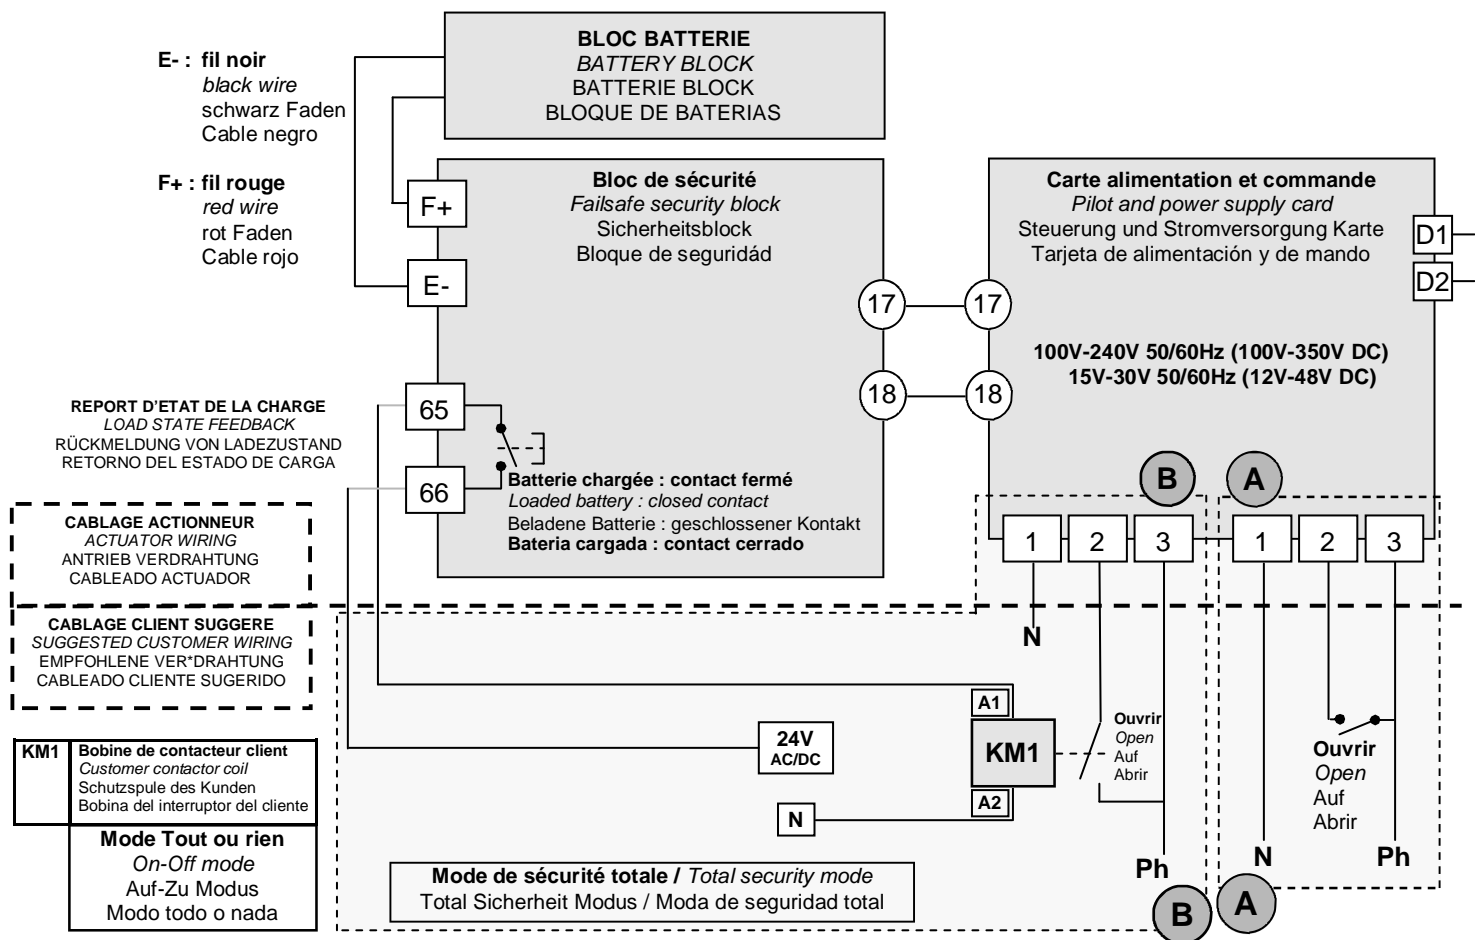 E- : fil noir
black wire
schwarz Faden
Cable negro
F+ : fil rouge
red wire
rot Faden
Cable rojo
BLOC BATTERIE
BATTERY BLOCK
BATTERIE BLOCK
BLOQUE DE BATERIAS
Bloc de sécurité
Failsafe security block
Sicherheitsblock
Bloque de seguridád
F+
E-
17
18
65
66
Batterie chargée : contact fermé
Loaded battery : closed contact
Beladene Batterie : geschlossener Kontakt
Bateria cargada : contact cerrado
Carte alimentation et commande
Pilot and power supply card
Steuerung und Stromversorgung Karte
Tarjeta de alimentación y de mando
D1
D2
17
18
100V-240V 50/60Hz (100V-350V DC)
15V-30V 50/60Hz (12V-48V DC)
B
A
1
2
3
1
2
3
REPORT D'ETAT DE LA CHARGE
LOAD STATE FEEDBACK
RÜCKMELDUNG VON LADEZUSTAND
RETORNO DEL ESTADO DE CARGA
CABLAGE ACTIONNEUR
ACTUATOR WIRING
ANTRIEB VERDRAHTUNG
CABLEADO ACTUADOR
CABLAGE CLIENT SUGGERE
SUGGESTED CUSTOMER WIRING
EMPFOHLENE VER*DRAHTUNG
CABLEADO CLIENTE SUGERIDO
N
A1
KM1
A2
24V
AC/DC
N
Ouvrir
Open
Auf
Abrir
Ph
Ouvrir
Open
Auf
Abrir
N
Ph
KM1
Bobine de contacteur client
Customer contactor coil
Schutzspule des Kunden
Bobina del interruptor del cliente
Mode Tout ou rien
On-Off mode
Auf-Zu Modus
Modo todo o nada
Mode de sécurité totale / Total security mode
Total Sicherheit Modus / Moda de seguridad total
B
A